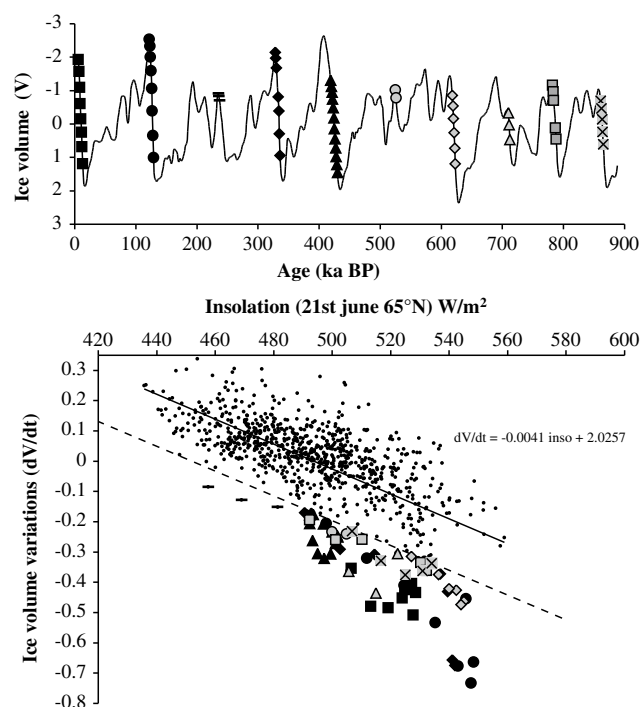 -3
-2
-1
0
1
2
3
Ice volume (V)
0 100 200 300 400 500 600 700 800 900
Age (ka BP)
Insolation (21st june 65°N) W/m²
420 440 460 480 500 520 540 560 580 600
0.3
0.2
0.1
0
-0.1
-0.2
-0.3
-0.4
-0.5
-0.6
-0.7
-0.8
Ice volume variations (dV/dt)
dV/dt = -0.0041 inso + 2.0257